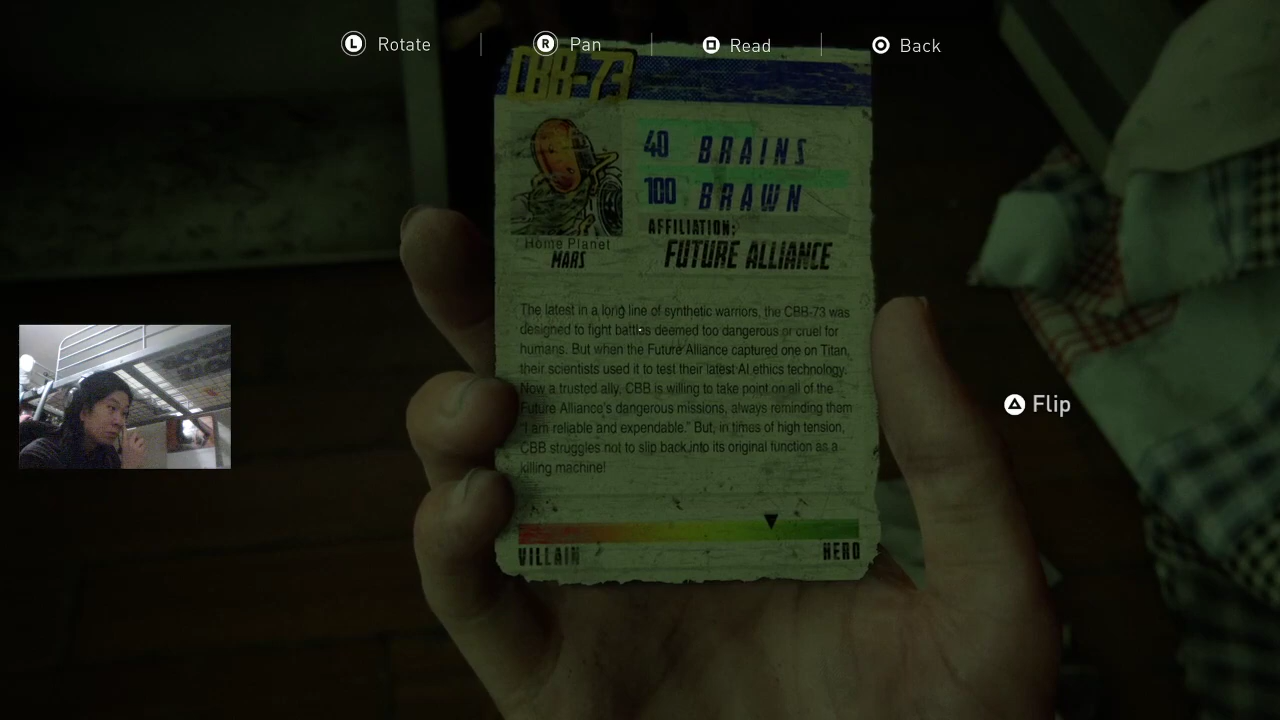 L Rotate
R Pan
Read
Back
CBB-73
40 BRAINS
100 BRAWN
AFFILIATION:
FUTURE ALLIANCE
Home Planet
MARS
The latest in a long line of synthetic warriors, the CBB-73 was
designed to fight battles deemed too dangerous or cruel for
humans. But when the Future Alliance captured one on Titan,
their scientists used it to test their latest AI ethics technology.
Now a trusted ally, CBB is willing to take point on all of the
Future Alliance's dangerous missions, always reminding them
"I am reliable and expendable." But, in times of high tension,
CBB struggles not to slip back into its original function as a
killing machine!
VILLAIN HERO
Flip